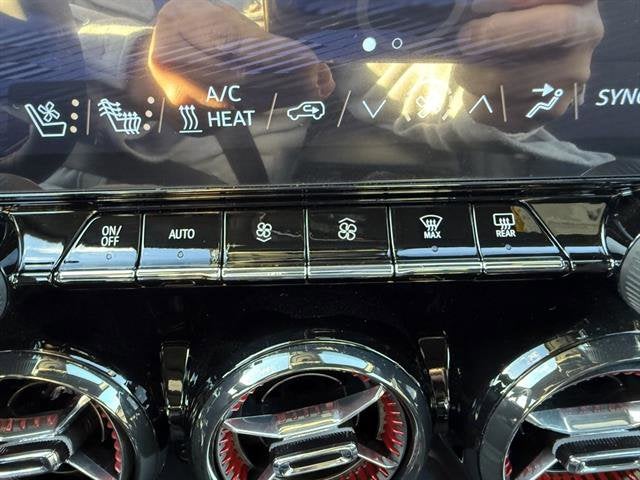 A/C
HEAT
SYNC
ON/
OFF
AUTO
MAX
REAR